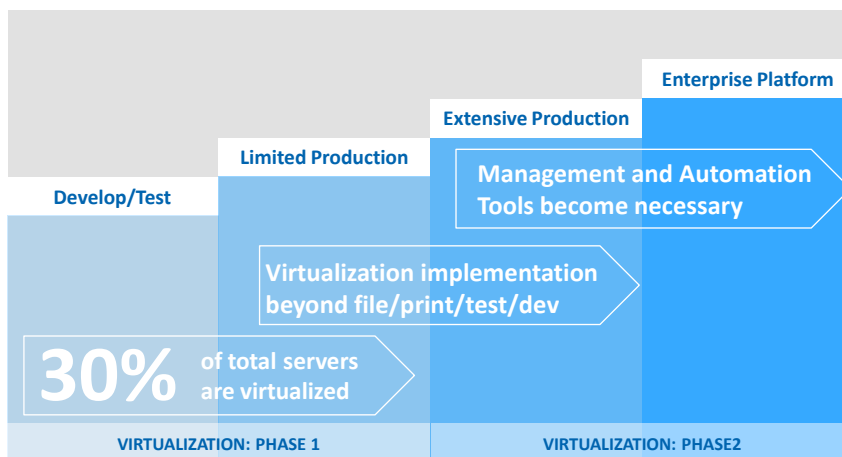 Enterprise Platform
Extensive Production
Limited Production
Develop/Test
Management and Automation
Tools become necessary
Virtualization implementation
beyond file/print/test/dev
30%
of total servers
are virtualized
VIRTUALIZATION: PHASE 1
VIRTUALIZATION: PHASE2